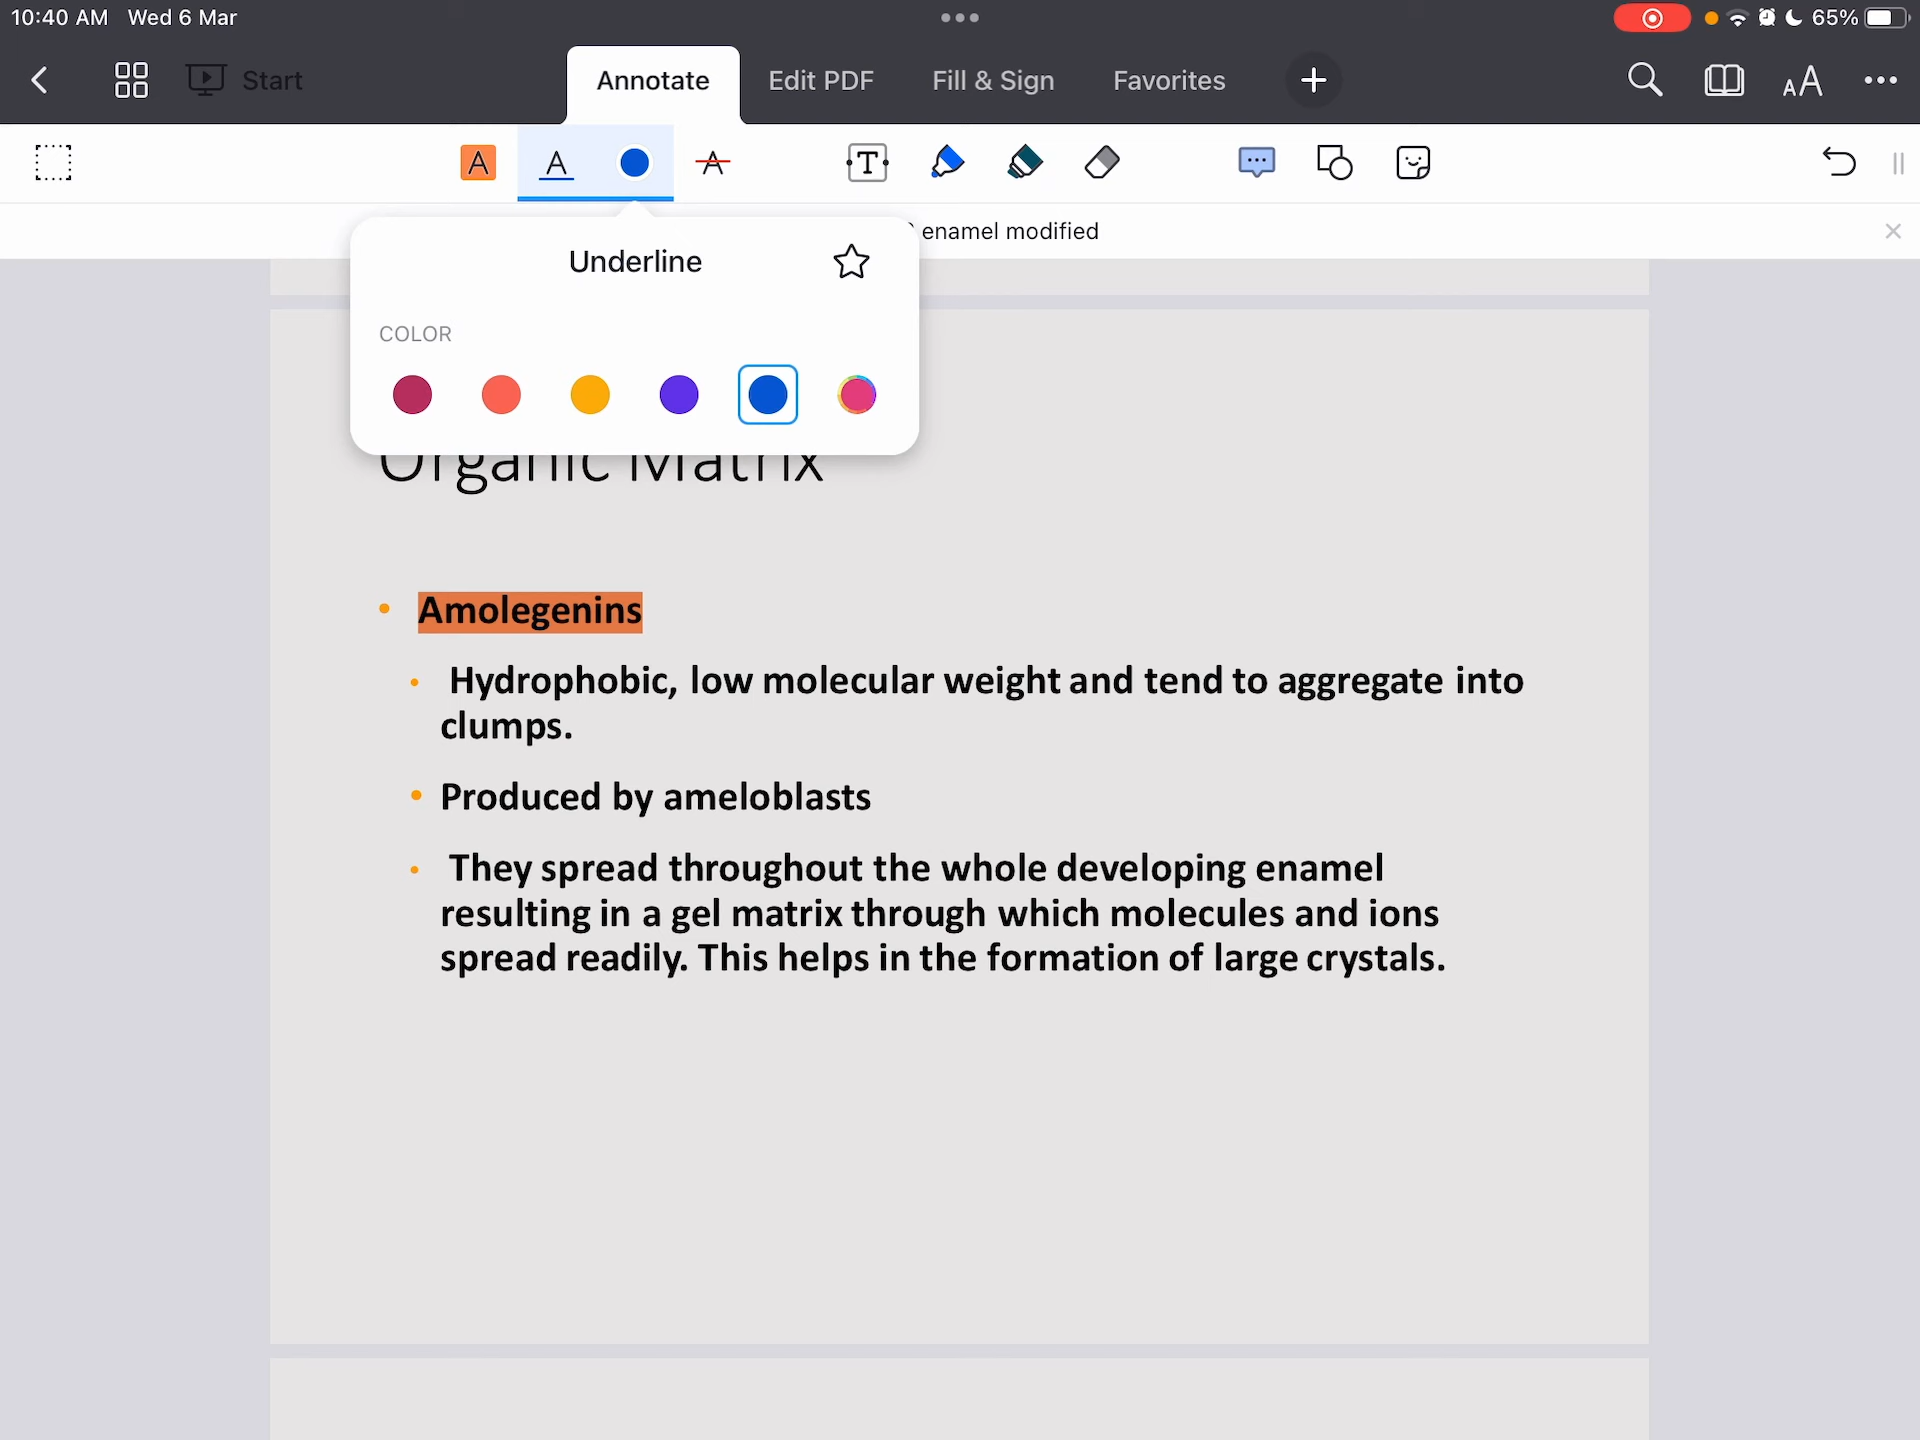 10:40 AM Wed 6 Mar
65%
Start
Annotate
Edit PDF
Fill & Sign
Favorites
AA
A
A
A
T
enamel modified
Underline
COLOR
Organic Matrix
• Amolegenins
• Hydrophobic, low molecular weight and tend to aggregate into
clumps.
• Produced by ameloblasts
• They spread throughout the whole developing enamel
resulting in a gel matrix through which molecules and ions
spread readily. This helps in the formation of large crystals.